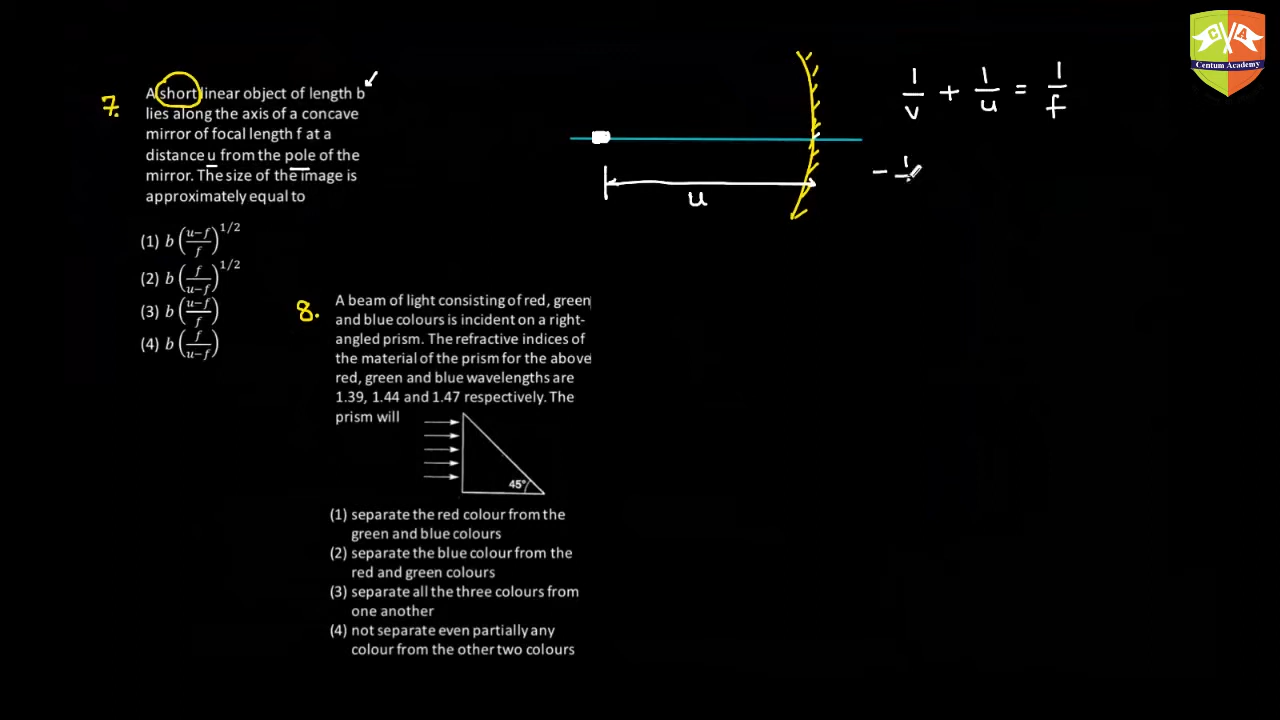 C A
Centum Academy
7.
A short linear object of length b
lies along the axis of a concave
mirror of focal length f at a
distance u from the pole of the
mirror. The size of the image is
approximately equal to
(1) b ((u−f)/f)^1/2
(2) b (f/(u−f))^1/2
(3) b ((u−f)/f)
(4) b (f/(u−f))
u
1/v + 1/u = 1/f
− 1/
8.
A beam of light consisting of red, green
and blue colours is incident on a right-
angled prism. The refractive indices of
the material of the prism for the above
red, green and blue wavelengths are
1.39, 1.44 and 1.47 respectively. The
prism will
45°
(1) separate the red colour from the
green and blue colours
(2) separate the blue colour from the
red and green colours
(3) separate all the three colours from
one another
(4) not separate even partially any
colour from the other two colours